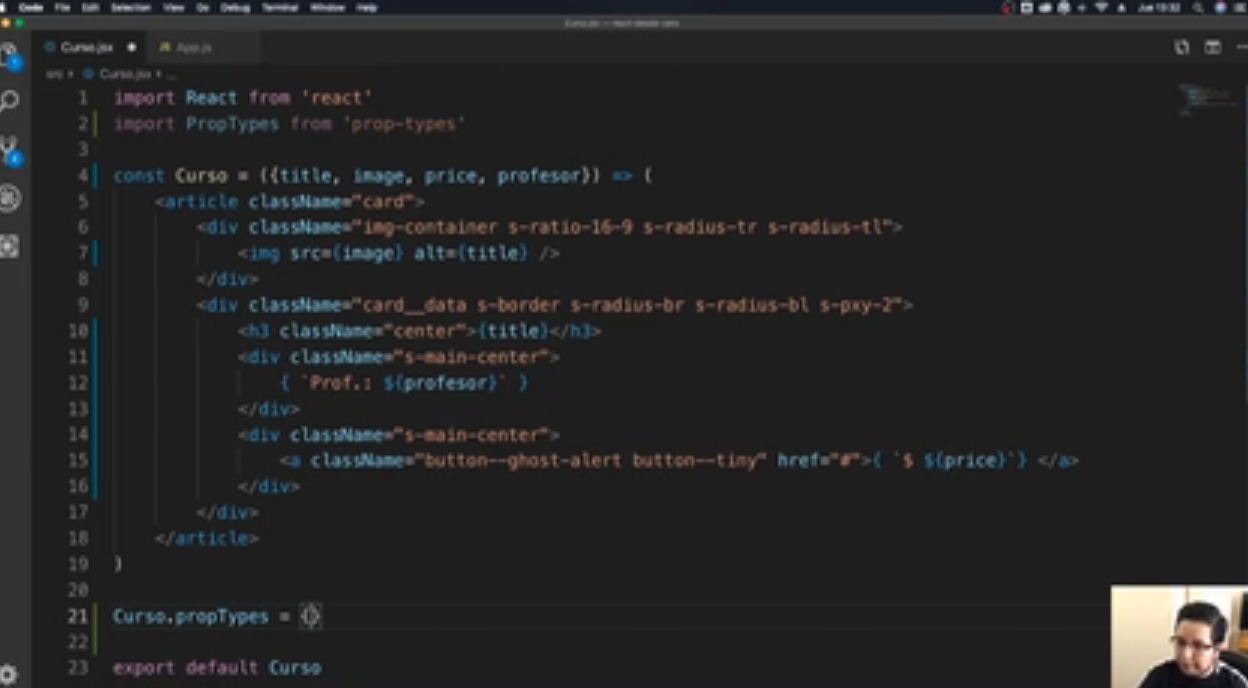 Code File Edit Selection View Go Debug Terminal Window Help
Curso.jsx
Curso.jsx App.js
src Curso.jsx ...
1 import React from 'react'
2 import PropTypes from 'prop-types'
3
4 const Curso = ({title, image, price, profesor}) => (
5 <article className="card">
6 <div className="img-container s-ratio-16-9 s-radius-tr s-radius-tl">
7 <img src={image} alt={title} />
8 </div>
9 <div className="card__data s-border s-radius-br s-radius-bl s-pxy-2">
10 <h3 className="center">{title}</h3>
11 <div className="s-main-center">
12 { `Prof.: ${profesor}` }
13 </div>
14 <div className="s-main-center">
15 <a className="button--ghost-alert button--tiny" href="#">{ `$ ${price}`} </a>
16 </div>
17 </div>
18 </article>
19 )
20
21 Curso.propTypes = {}
22
23 export default Curso